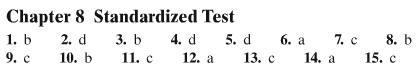 Chapter 8 Standardized Test
1. b 2. d 3. b 4. d 5. d 6. a 7. c 8. b
9. c 10. b 11. c 12. a 13. c 14. a 15. c